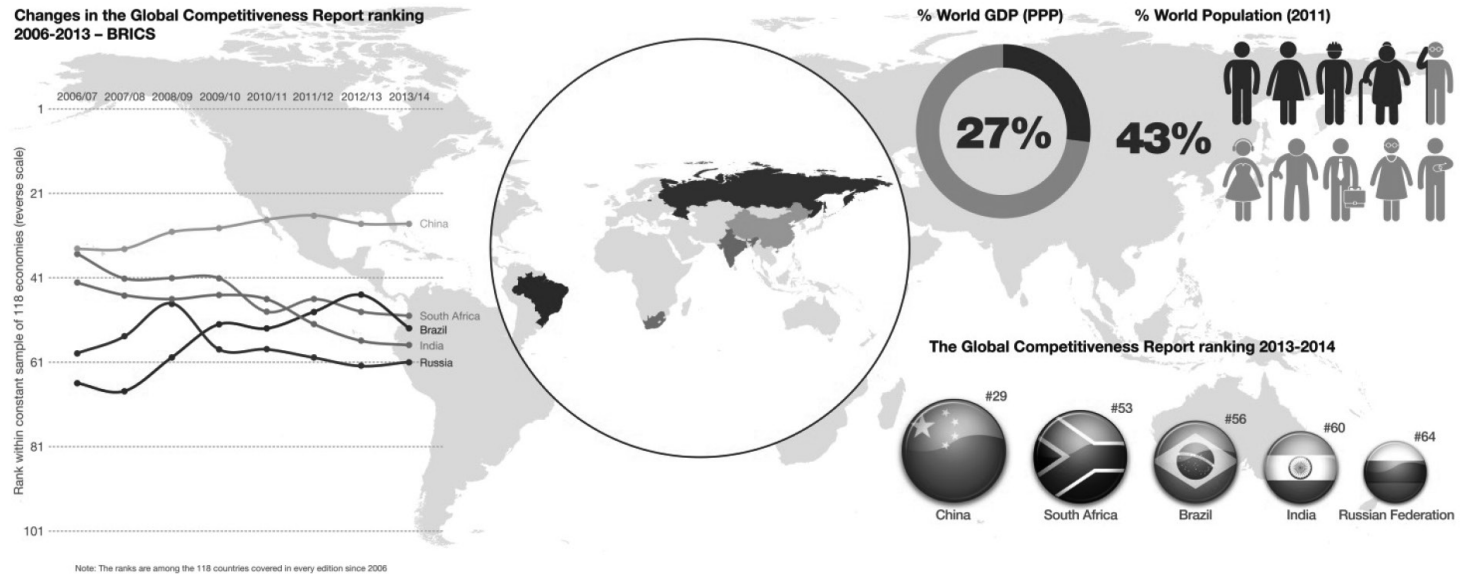 Changes in the Global Competitiveness Report ranking
2006-2013 – BRICS
2006/07 2007/08 2008/09 2009/10 2010/11 2011/12 2012/13 2013/14
Rank within constant sample of 118 economies (reverse scale)
1
21
41
61
81
101
China
South Africa
Brazil
India
Russia
Note: The ranks are among the 118 countries covered in every edition since 2006
% World GDP (PPP)
27%
% World Population (2011)
43%
The Global Competitiveness Report ranking 2013-2014
#29
#53
#56
#60
#64
China
South Africa
Brazil
India
Russian Federation